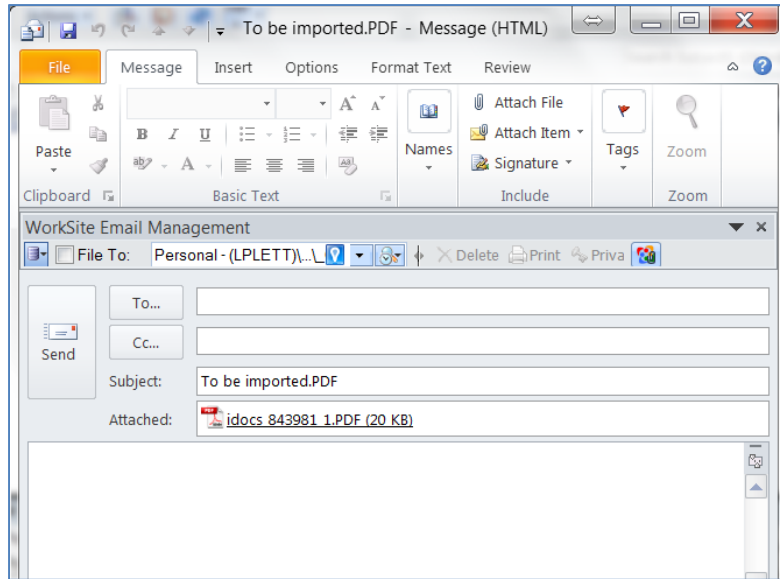 To be imported.PDF - Message (HTML)
File Message Insert Options Format Text Review
Paste
Clipboard
B I U
A A
ab A
Aa
Basic Text
Names
Attach File
Attach Item
Signature
Include
Tags
Zoom
Zoom
WorkSite Email Management
File To: Personal - (LPLETT)\...\_ Delete Print Priva
Send
To...
Cc...
Subject: To be imported.PDF
Attached: idocs 843981 1.PDF (20 KB)